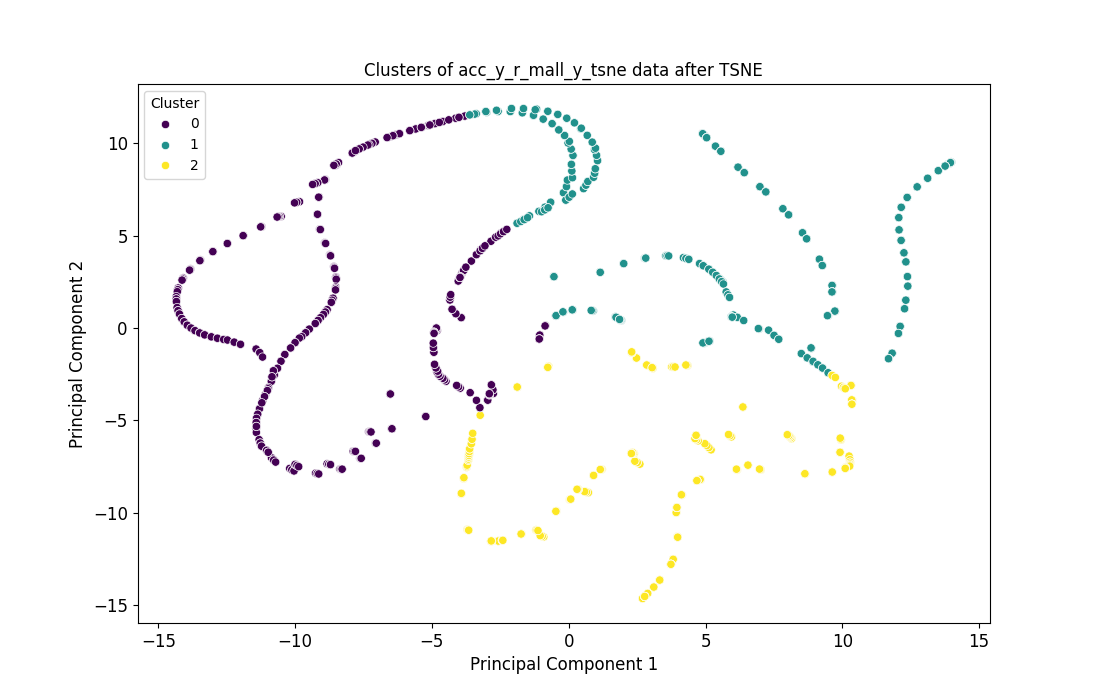 Clusters of acc_y_r_mall_y_tsne data after TSNE
Cluster
0
1
2
Principal Component 2
10
5
0
−5
−10
−15
−15 −10 −5 0 5 10 15
Principal Component 1